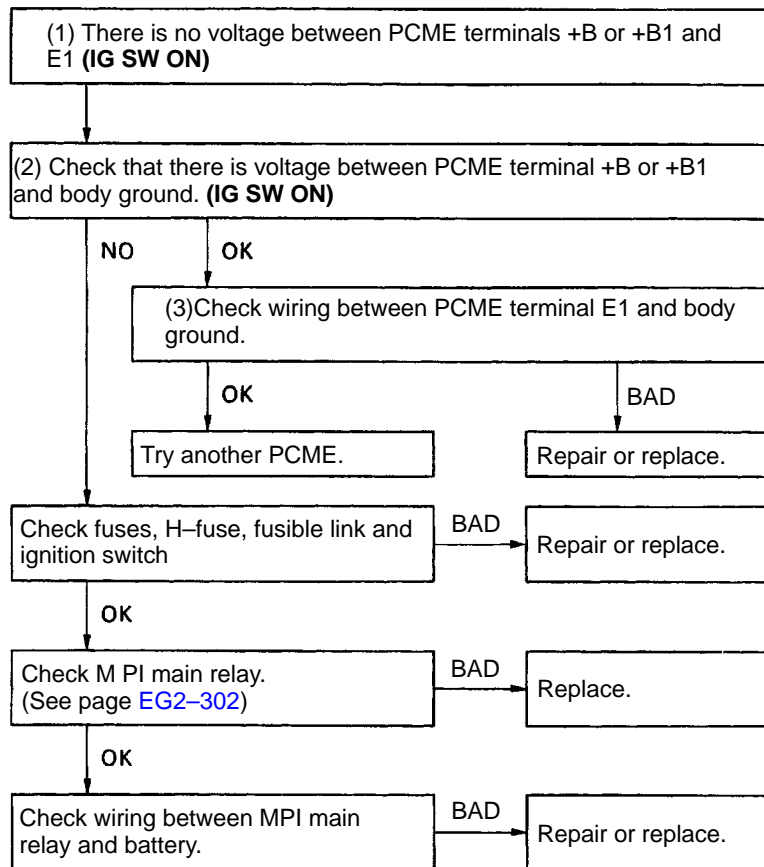 (1) There is no voltage between PCME terminals +B or +B1 and
E1 (IG SW ON)
(2) Check that there is voltage between PCME terminal +B or +B1
and body ground. (IG SW ON)
NO
OK
(3)Check wiring between PCME terminal E1 and body
ground.
OK
BAD
Try another PCME.
Repair or replace.
Check fuses, H–fuse, fusible link and
ignition switch
BAD
Repair or replace.
OK
Check M PI main relay.
(See page EG2–302)
BAD
Replace.
OK
Check wiring between MPI main
relay and battery.
BAD
Repair or replace.